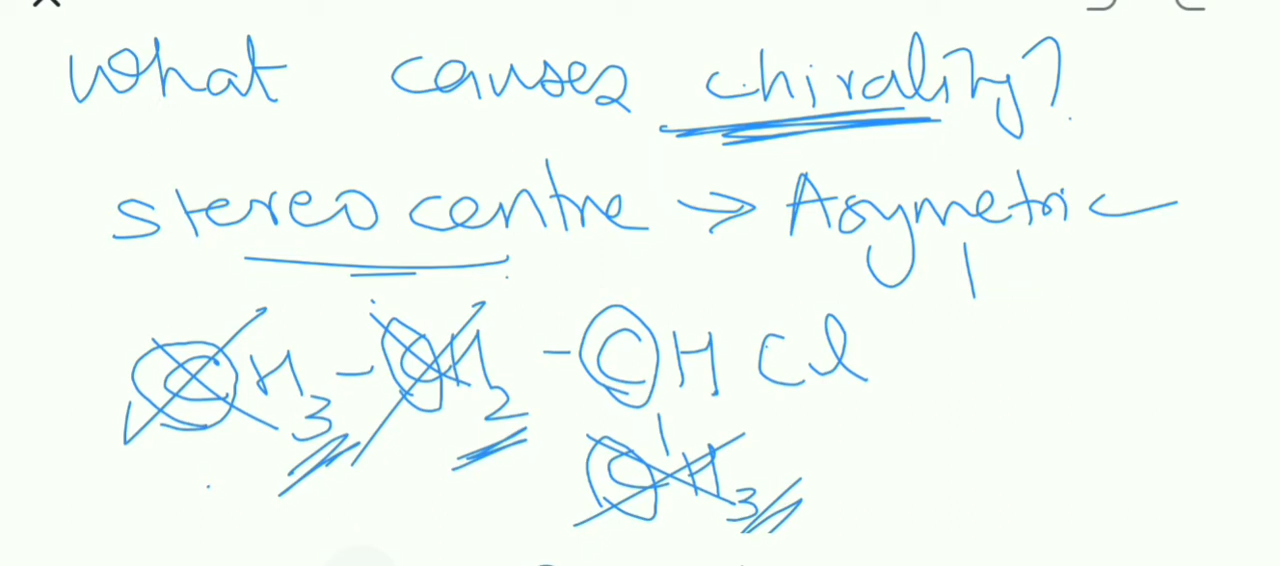 What causes chirality?
stereo centre → Asymetric
CH3-CH2-CHCl
CH3